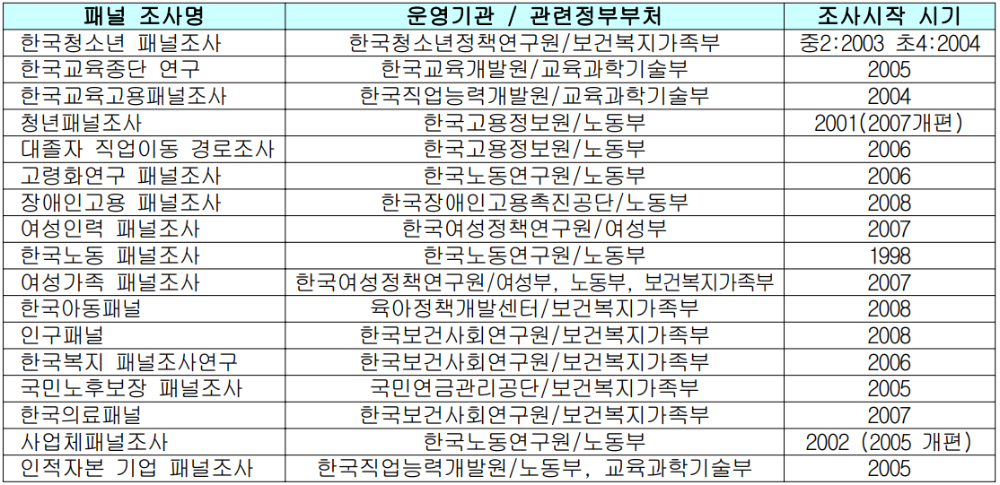 패널 조사명 운영기관 / 관련정부부처 조사시작 시기
한국청소년 패널조사 한국청소년정책연구원/보건복지가족부 중2:2003 초4:2004
한국교육종단 연구 한국교육개발원/교육과학기술부 2005
한국교육고용패널조사 한국직업능력개발원/교육과학기술부 2004
청년패널조사 한국고용정보원/노동부 2001(2007개편)
대졸자 직업이동 경로조사 한국고용정보원/노동부 2006
고령화연구 패널조사 한국노동연구원/노동부 2006
장애인고용 패널조사 한국장애인고용촉진공단/노동부 2008
여성인력 패널조사 한국여성정책연구원/여성부 2007
한국노동 패널조사 한국노동연구원/노동부 1998
여성가족 패널조사 한국여성정책연구원/여성부, 노동부, 보건복지가족부 2007
한국아동패널 육아정책개발센터/보건복지가족부 2008
인구패널 한국보건사회연구원/보건복지가족부 2008
한국복지 패널조사연구 한국보건사회연구원/보건복지가족부 2006
국민노후보장 패널조사 국민연금관리공단/보건복지가족부 2005
한국의료패널 한국보건사회연구원/보건복지가족부 2007
사업체패널조사 한국노동연구원/노동부 2002 (2005 개편)
인적자본 기업 패널조사 한국직업능력개발원/노동부, 교육과학기술부 2005